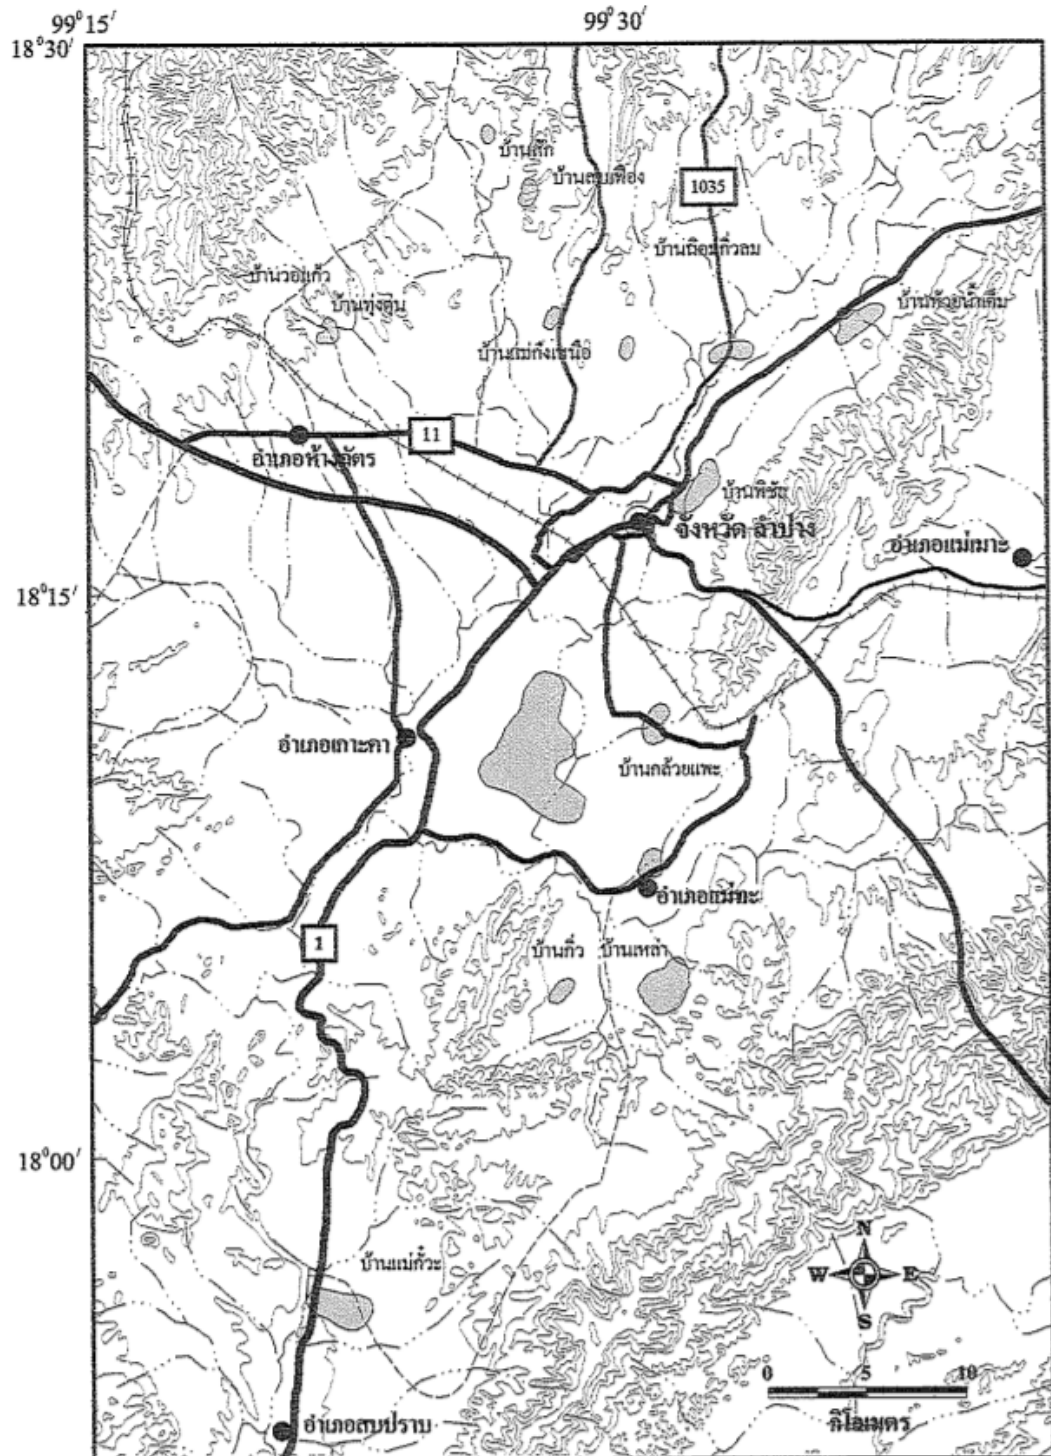 99°15'
99°30'
18°30'
บ้านสัก
บ้านสบเฟือง
1035
บ้านวอแก้ว
บ้านทุ่งตุ่น
บ้านแม่กึงเหนือ
บ้านห้วยน้ำเค็ม
11
อำเภอห้างฉัตร
บ้านพิชัย
จังหวัด ลำปาง
อำเภอแม่เมาะ
18°15'
อำเภอเกาะคา
บ้านกล้วยแพะ
อำเภอแม่ทะ
1
บ้านกิ่ว
บ้านเหล่า
18°00'
บ้านแม่กั๊วะ
N
W
E
S
0
5
10
กิโลเมตร
อำเภอสบปราบ